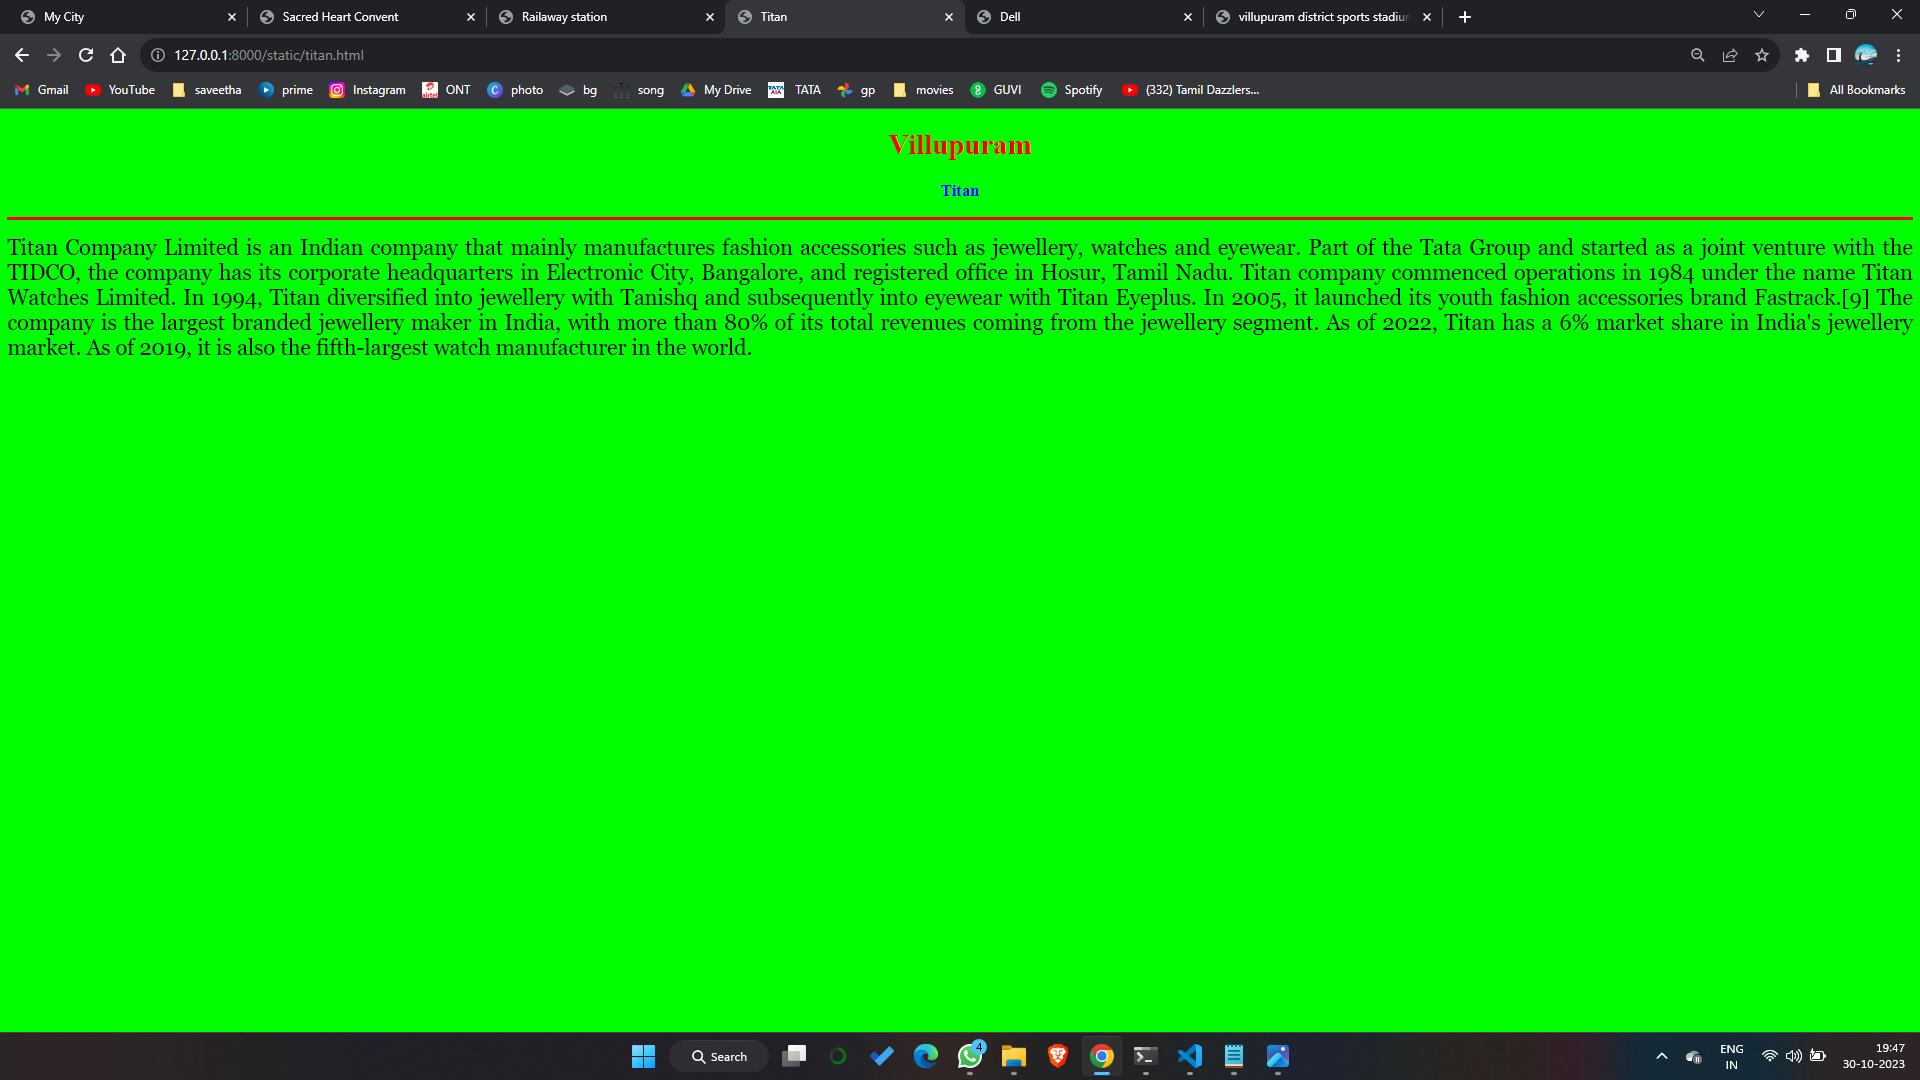 My City
Sacred Heart Convent
Railaway station
Titan
Dell
villupuram district sports stadium
127.0.0.1:8000/static/titan.html
Gmail YouTube saveetha prime Instagram ONT photo bg song My Drive TATA gp movies GUVI Spotify (332) Tamil Dazzlers... All Bookmarks
Villupuram
Titan
Titan Company Limited is an Indian company that mainly manufactures fashion accessories such as jewellery, watches and eyewear. Part of the Tata Group and started as a joint venture with the
TIDCO, the company has its corporate headquarters in Electronic City, Bangalore, and registered office in Hosur, Tamil Nadu. Titan company commenced operations in 1984 under the name Titan
Watches Limited. In 1994, Titan diversified into jewellery with Tanishq and subsequently into eyewear with Titan Eyeplus. In 2005, it launched its youth fashion accessories brand Fastrack.[9] The
company is the largest branded jewellery maker in India, with more than 80% of its total revenues coming from the jewellery segment. As of 2022, Titan has a 6% market share in India's jewellery
market. As of 2019, it is also the fifth-largest watch manufacturer in the world.
Search
4
ENG
IN
19:47
30-10-2023